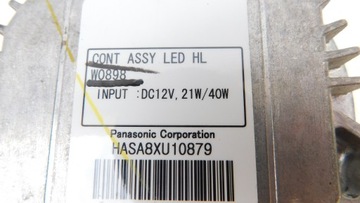 CONT ASSY LED HL
W0898
INPUT :DC12V,21W/40W
Panasonic Corporation
HASA8XU10879